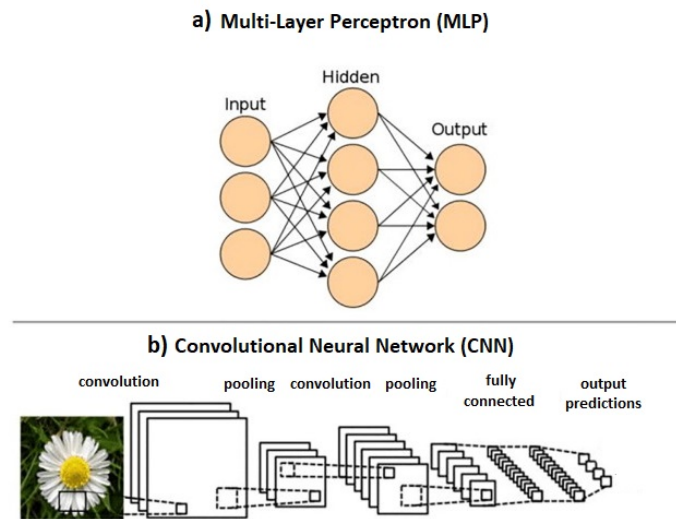 a) Multi-Layer Perceptron (MLP)
Hidden
Input
Output
b) Convolutional Neural Network (CNN)
convolution pooling convolution pooling fully connected output predictions